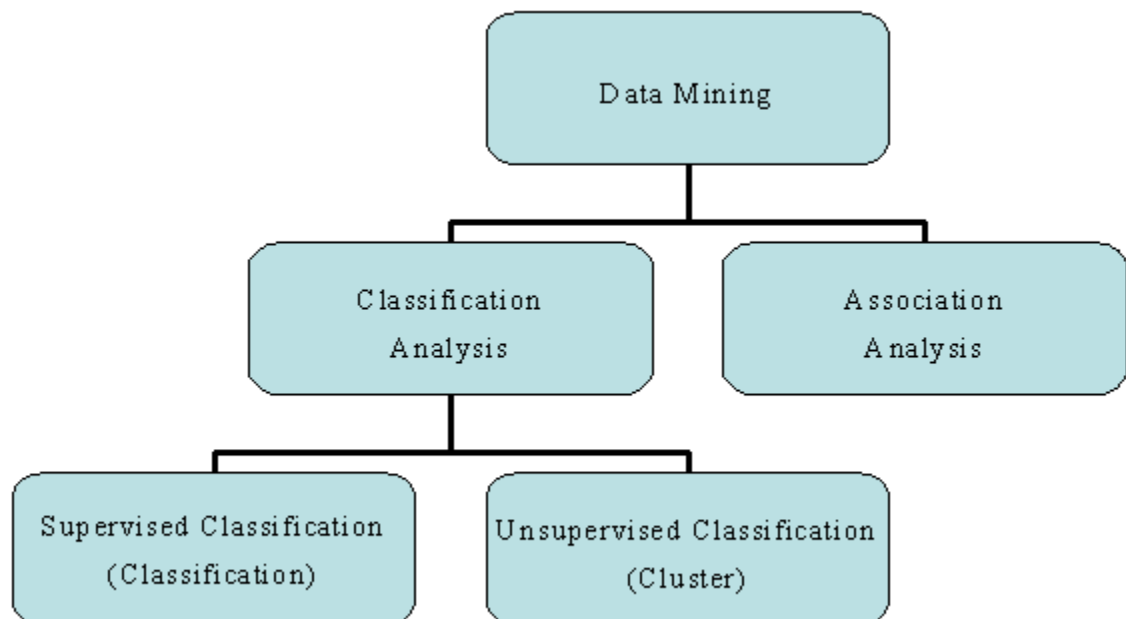 Data Mining
Classification
Analysis
Association
Analysis
Supervised Classification
(Classification)
Unsupervised Classification
(Cluster)